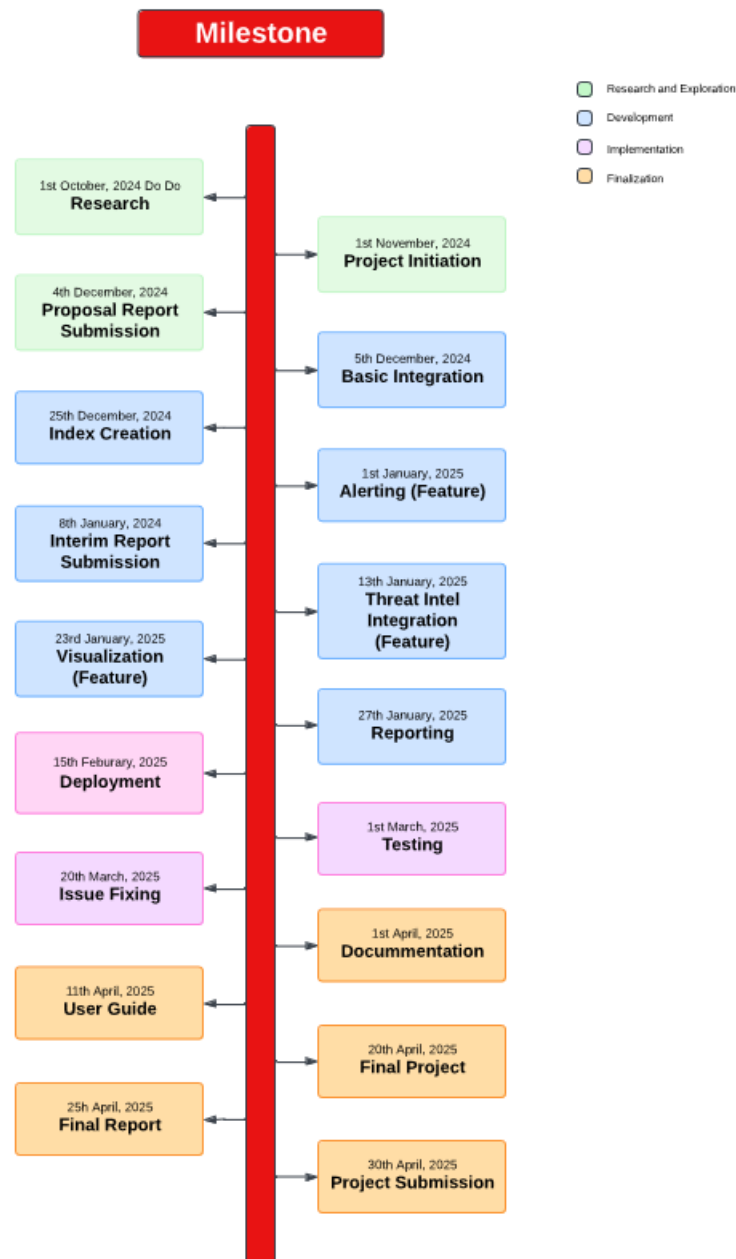 Milestone
Research and Exploration
Development
Implementation
Finalization
1st October, 2024 Do Do
Research
1st November, 2024
Project Initiation
4th December, 2024
Proposal Report
Submission
5th December, 2024
Basic Integration
25th December, 2024
Index Creation
1st January, 2025
Alerting (Feature)
8th January, 2024
Interim Report
Submission
13th January, 2025
Threat Intel
Integration
(Feature)
23rd January, 2025
Visualization
(Feature)
27th January, 2025
Reporting
15th Feburary, 2025
Deployment
1st March, 2025
Testing
20th March, 2025
Issue Fixing
1st April, 2025
Docummentation
11th April, 2025
User Guide
20th April, 2025
Final Project
25h April, 2025
Final Report
30th April, 2025
Project Submission